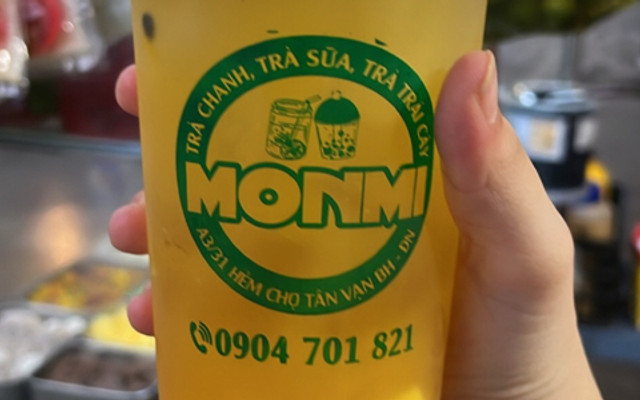 TRÀ CHANH, TRÀ SỮA, TRÀ TRÁI CÂY
MONMI
A3/31 HẺM CHỢ TÂN VẠN BH - ĐN
0904 701 821